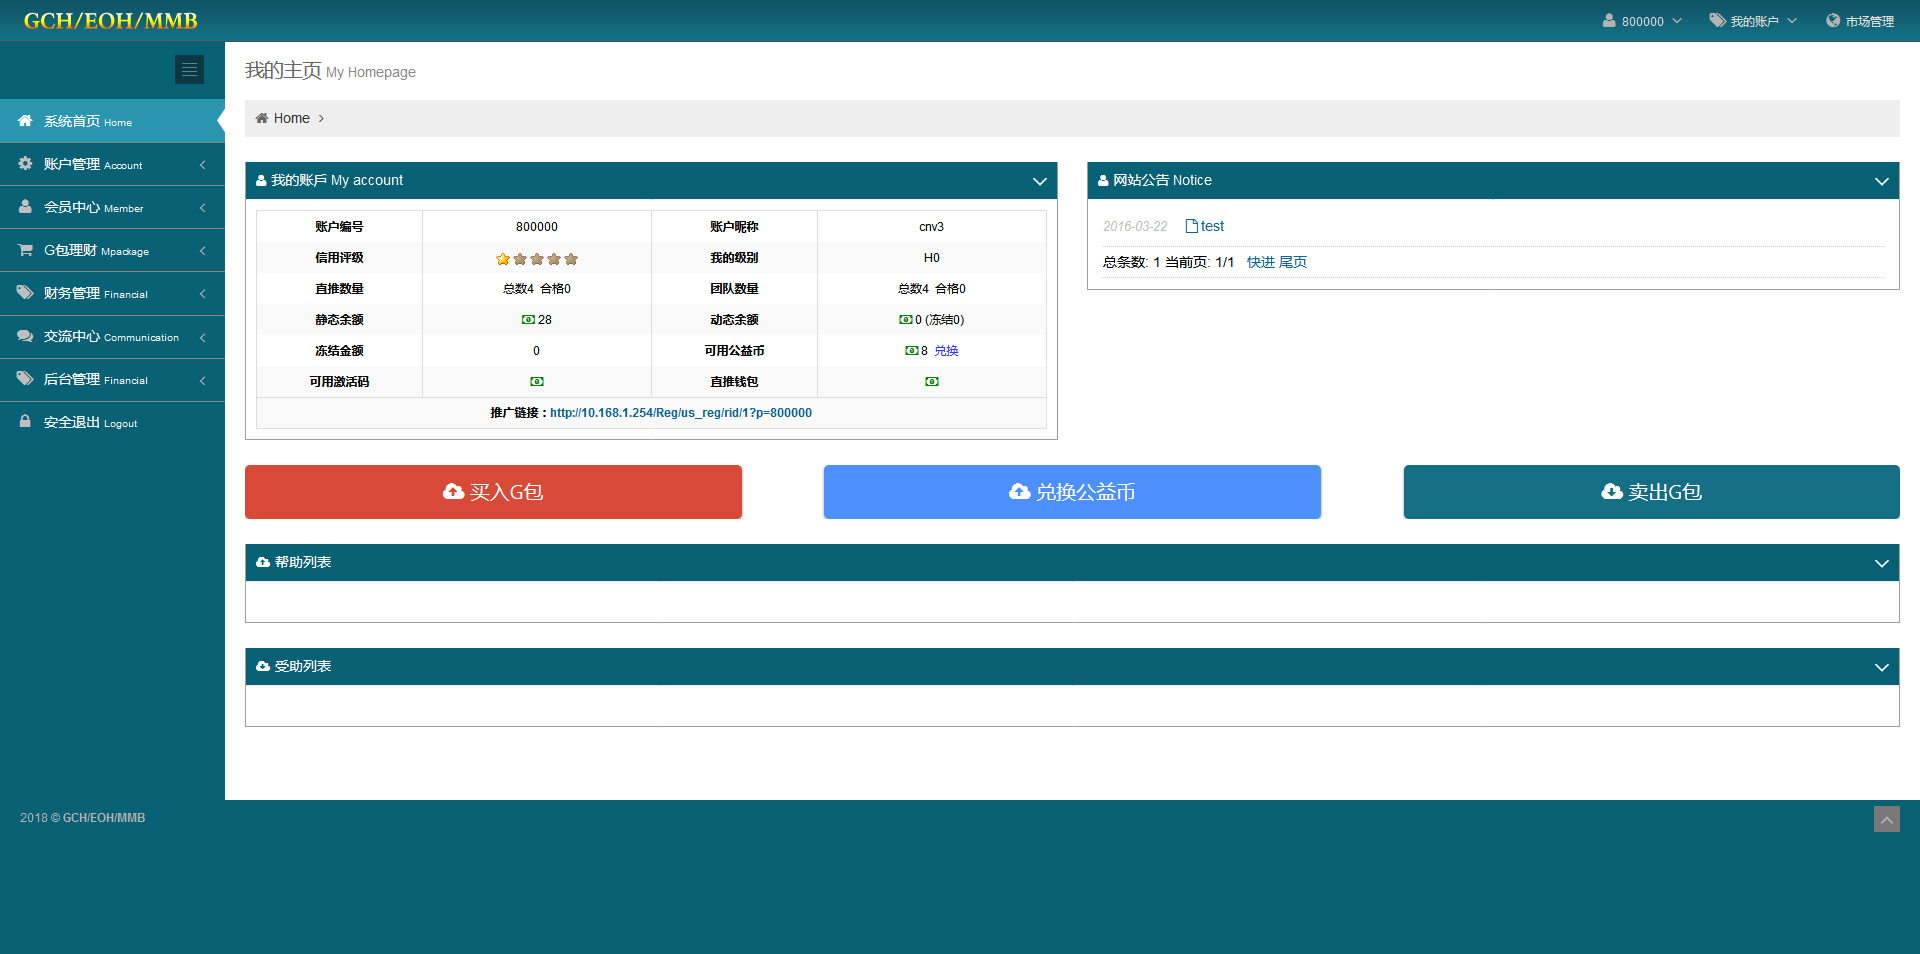 GCH/EOH/MMB
800000 我的账户 市场管理
系统首页 Home
账户管理 Account
会员中心 Member
G包理财 Mpackage
财务管理 Financial
交流中心 Communication
后台管理 Financial
安全退出 Logout
我的主页 My Homepage
Home
我的账戶 My account
账户编号 800000 账户昵称 cnv3
信用评级 我的级别 H0
直推数量 总数4 合格0 团队数量 总数4 合格0
静态余额 28 动态余额 0 (冻结0)
冻结金额 0 可用公益币 8 兑换
可用激活码 直推钱包
推广链接：http://10.168.1.254/Reg/us_reg/rid/1?p=800000
网站公告 Notice
2016-03-22 test
总条数: 1 当前页: 1/1 快进 尾页
买入G包
兑换公益币
卖出G包
帮助列表
受助列表
2018 © GCH/EOH/MMB